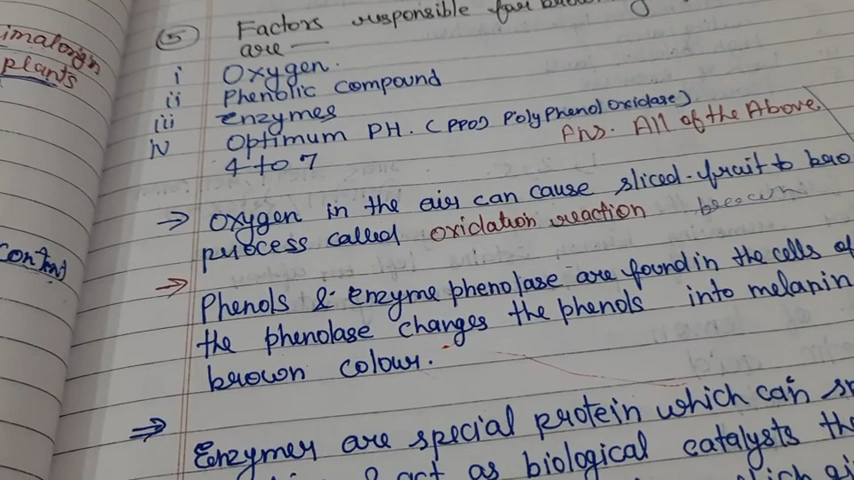 ⑤ Factors responsible for
are —
i Oxygen.
ii Phenolic Compound
iii Enzymes
iv Optimum PH. (PPO) PolyPhenol oxidase)
4 to 7
Ans. All of the Above.
→ Oxygen in the air can cause sliced-fruit to
process called oxidation reaction brown
→ Phenols & enzyme phenolase are found in the cells of
the phenolase changes the phenols into melanin
brown colour.
⇒ Enzymes are special protein which can
& act as biological catalysts
plants